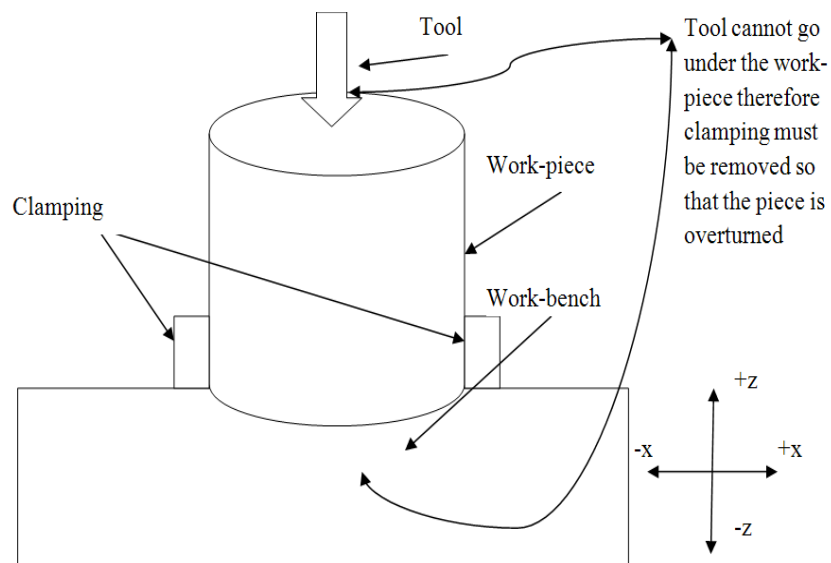 Tool
Tool cannot go
under the work-
piece therefore
clamping must
be removed so
that the piece is
overturned
Work-piece
Clamping
Work-bench
+z
-x
+x
-z